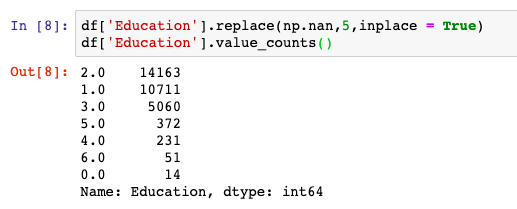 In [8]: df['Education'].replace(np.nan,5,inplace = True)
df['Education'].value_counts()
Out[8]: 2.0    14163
1.0    10711
3.0     5060
5.0      372
4.0      231
6.0       51
0.0       14
Name: Education, dtype: int64